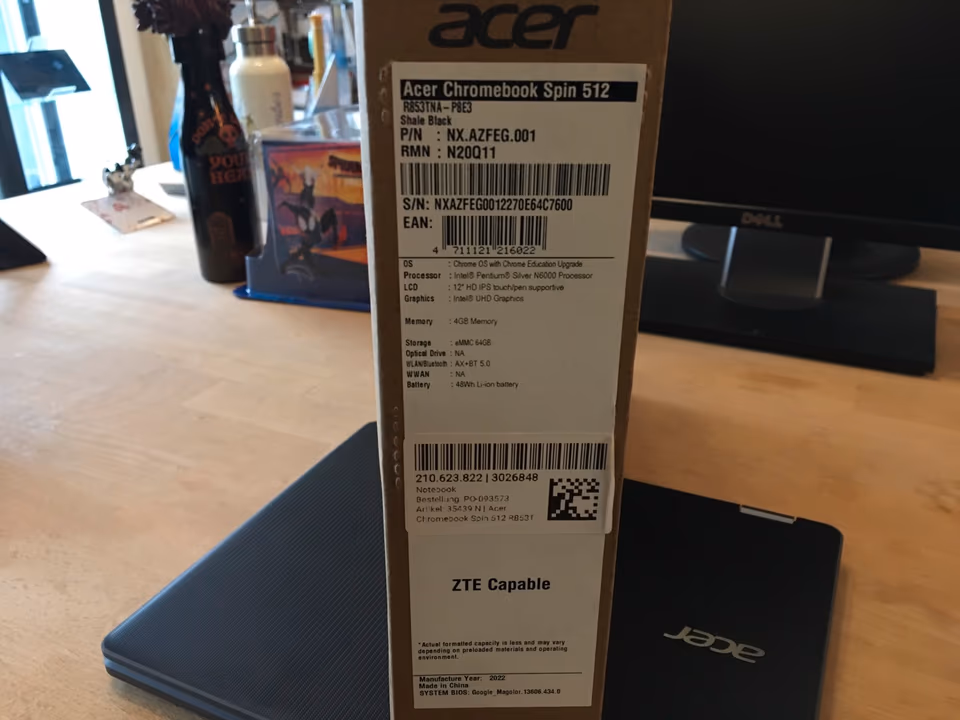 acer
Acer Chromebook Spin 512
R853TNA-P8E3
Shale Black
P/N : NX.AZFEG.001
RMN : N20Q11
S/N: NXAZFEG0012270E64C7600
EAN:
4 711121 216022
OS : Chrome OS with Chrome Education Upgrade
Processor : Intel® Pentium® Silver N6000 Processor
LCD : 12" HD IPS touch/pen supportive
Graphics : Intel® UHD Graphics
Memory : 4GB Memory
Storage : eMMC 64GB
Optical Drive : NA
WLAN/Bluetooth : AX+BT 5.0
WWAN : NA
Battery : 48Wh Li-ion battery
210.623.822 | 3026848
Notebook
Bestellung: PO-093573
Artikel: 35439 N | Acer
Chromebook Spin 512 R853T
ZTE Capable
*Actual formatted capacity is less and may vary
depending on preloaded materials and operating
environment.
Manufacture Year: 2022
Made in China
SYSTEM BIOS: Google_Magolor.13606.434.0
DELL
acer
YOUR